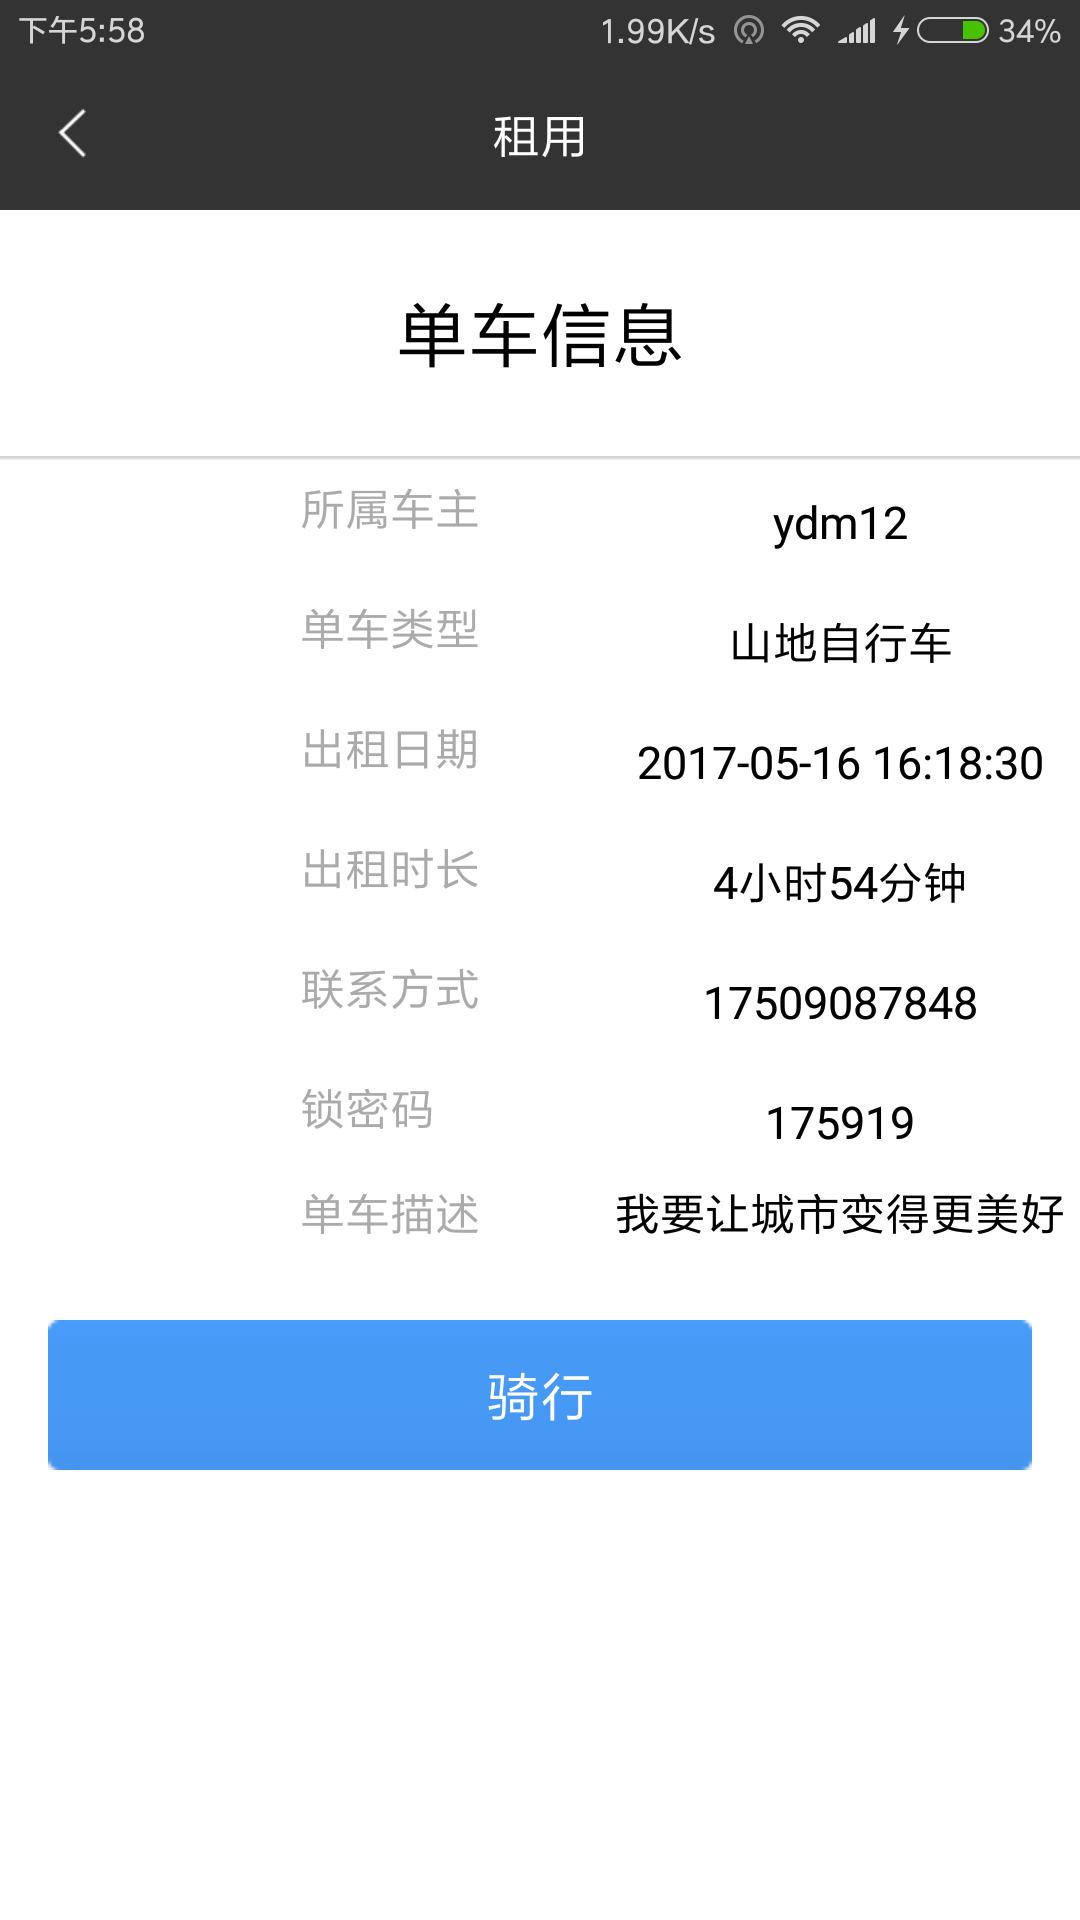 下午5:58 1.99K/s 34%
租用
单车信息
所属车主 ydm12
单车类型 山地自行车
出租日期 2017-05-16 16:18:30
出租时长 4小时54分钟
联系方式 17509087848
锁密码 175919
单车描述 我要让城市变得更美好
骑行